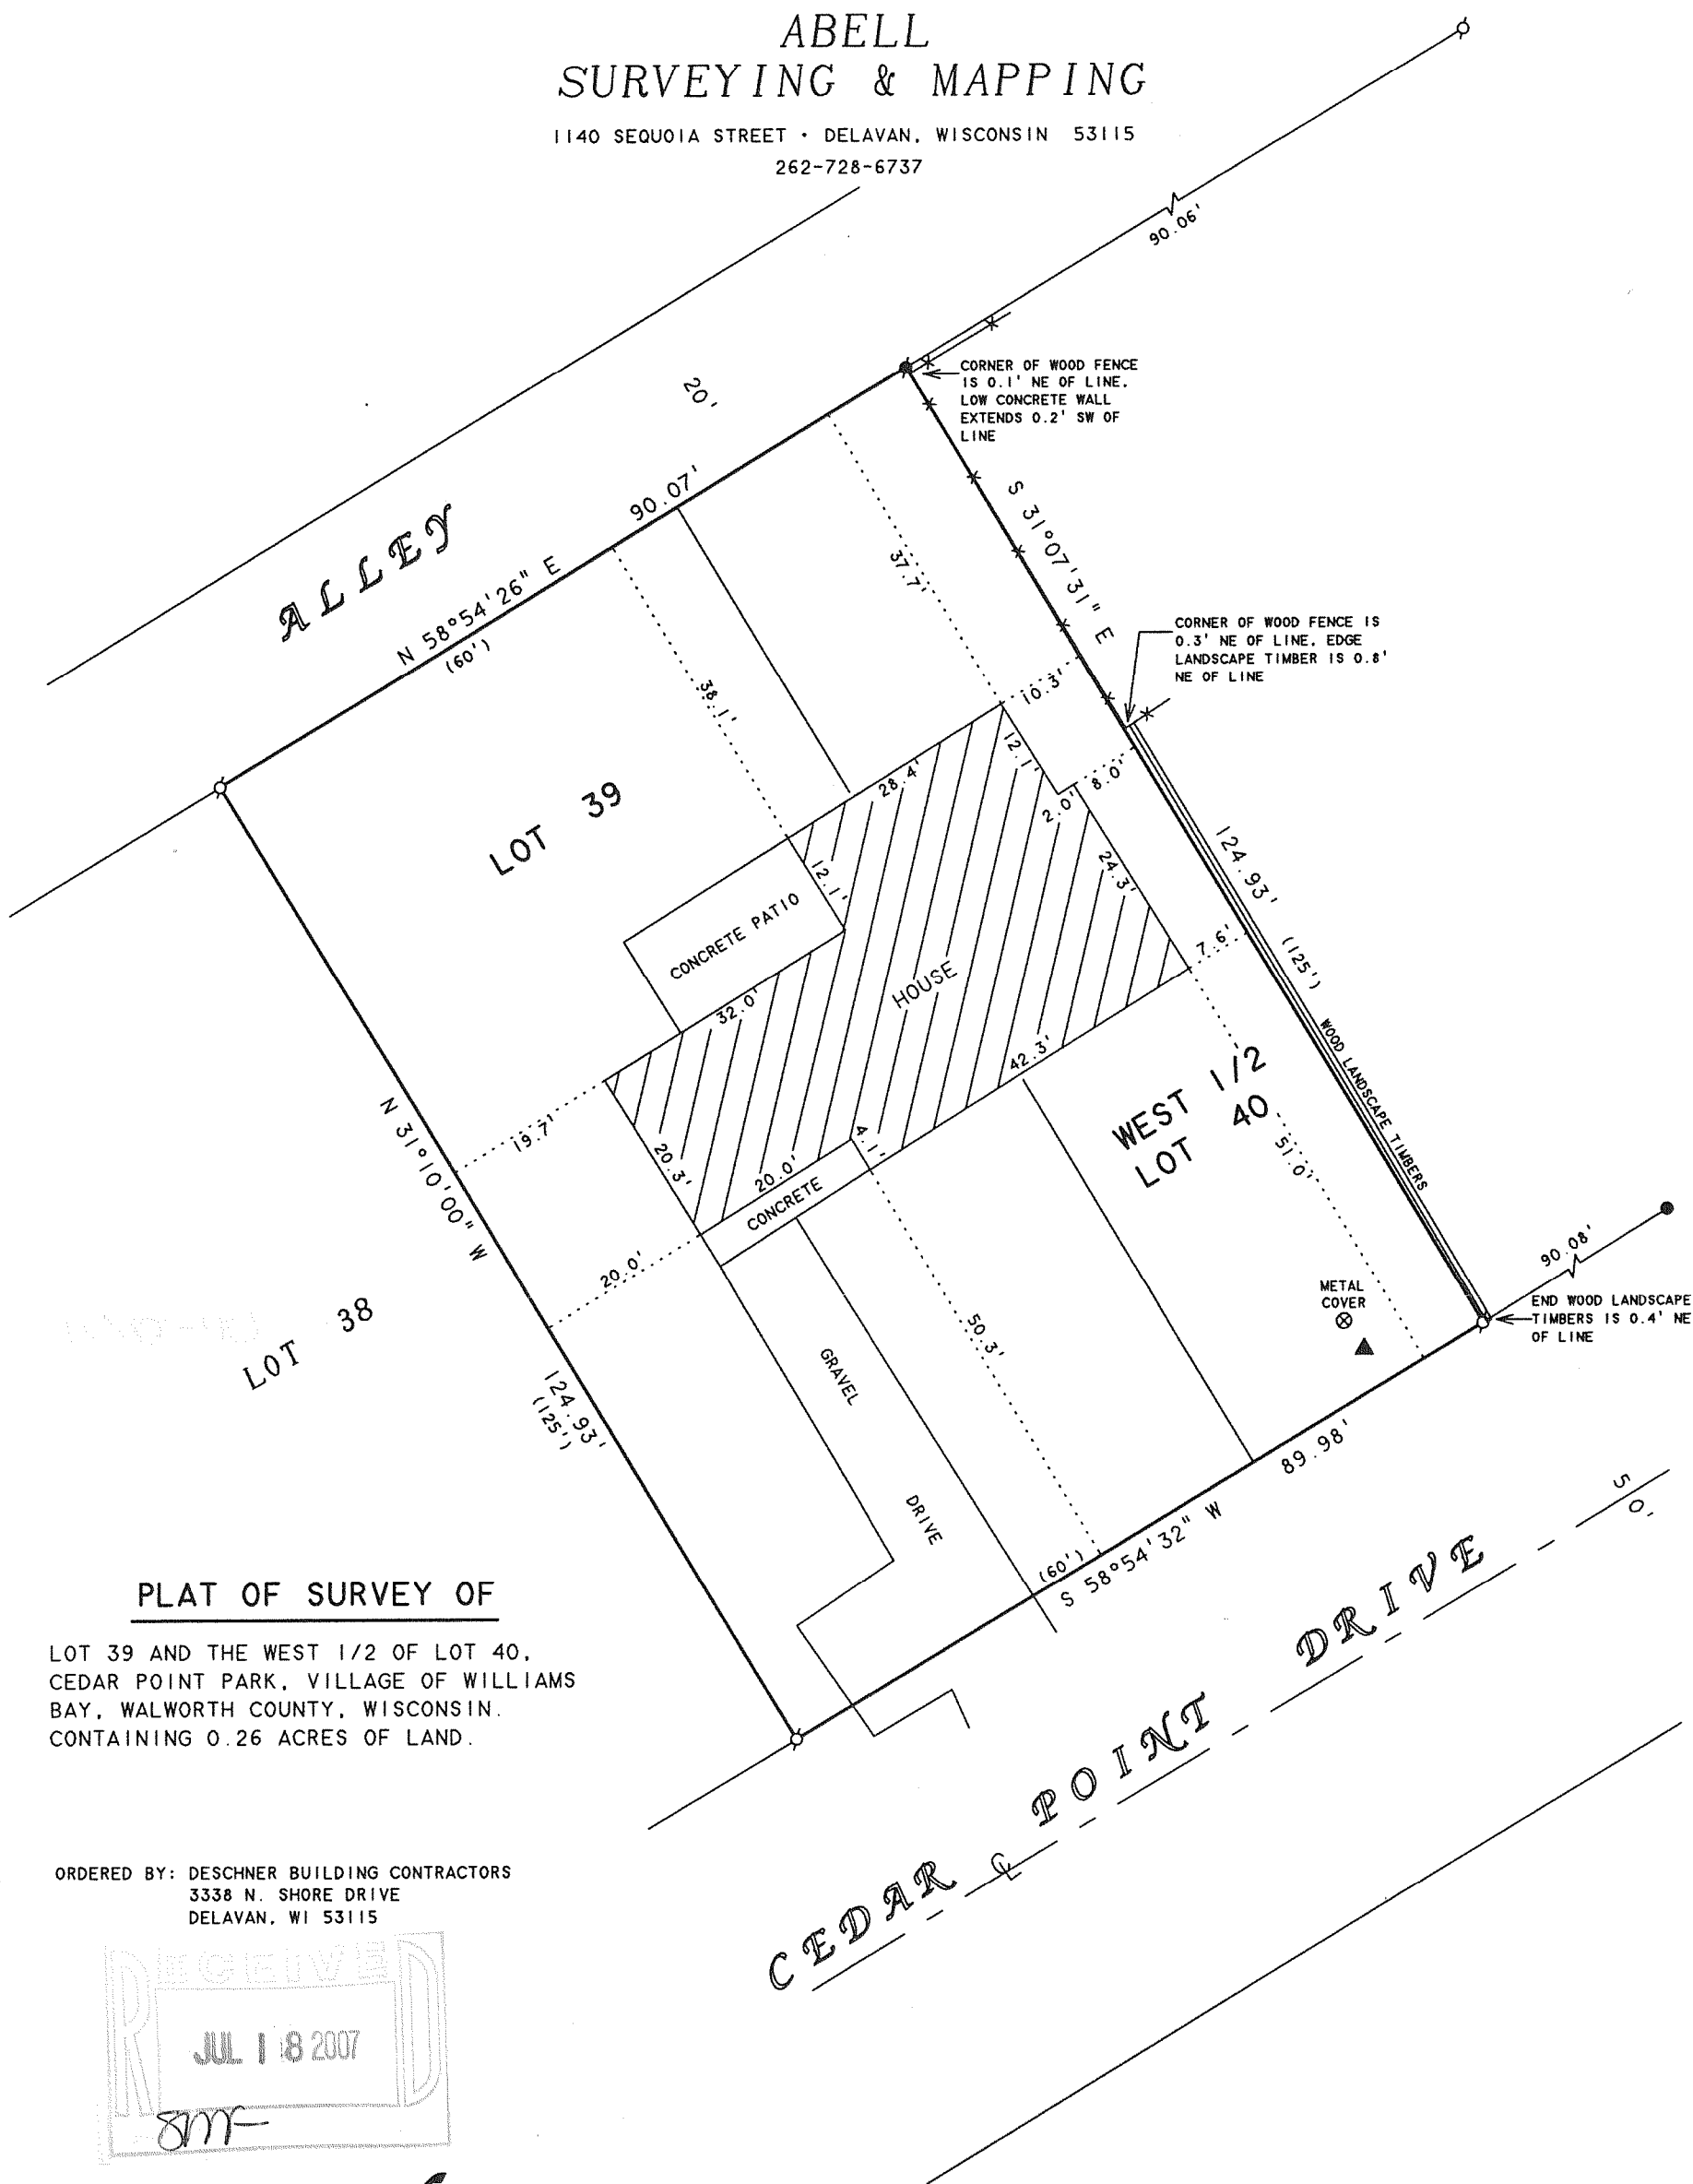 ABELL
SURVEYING & MAPPING
1140 SEQUOIA STREET · DELAVAN, WISCONSIN 53115
262-728-6737
90.06'
20'
CORNER OF WOOD FENCE
IS 0.1' NE OF LINE.
LOW CONCRETE WALL
EXTENDS 0.2' SW OF
LINE
ALLEY
90.07'
N 58°54'26" E
(60')
S 31°07'31" E
37.7'
38.1'
10.3'
CORNER OF WOOD FENCE IS
0.3' NE OF LINE. EDGE
LANDSCAPE TIMBER IS 0.8'
NE OF LINE
LOT 39
28.4'
12.1'
2.0'
8.0'
124.93'
(125')
12.1'
24.3'
CONCRETE PATIO
HOUSE
7.6'
32.0'
42.3'
WOOD LANDSCAPE TIMBERS
WEST 1/2
LOT 40
51.0'
N 31°10'00" W
19.7'
20.3'
20.0'
4.1'
CONCRETE
20.0'
LOT 38
124.93'
(125')
50.3'
GRAVEL
DRIVE
METAL
COVER
90.08'
END WOOD LANDSCAPE
TIMBERS IS 0.4' NE
OF LINE
89.98'
(60')
S 58°54'32" W
50'
CEDAR POINT DRIVE
PLAT OF SURVEY OF
LOT 39 AND THE WEST 1/2 OF LOT 40,
CEDAR POINT PARK, VILLAGE OF WILLIAMS
BAY, WALWORTH COUNTY, WISCONSIN.
CONTAINING 0.26 ACRES OF LAND.
ORDERED BY: DESCHNER BUILDING CONTRACTORS
3338 N. SHORE DRIVE
DELAVAN, WI 53115
RECEIVED
JUL 18 2007